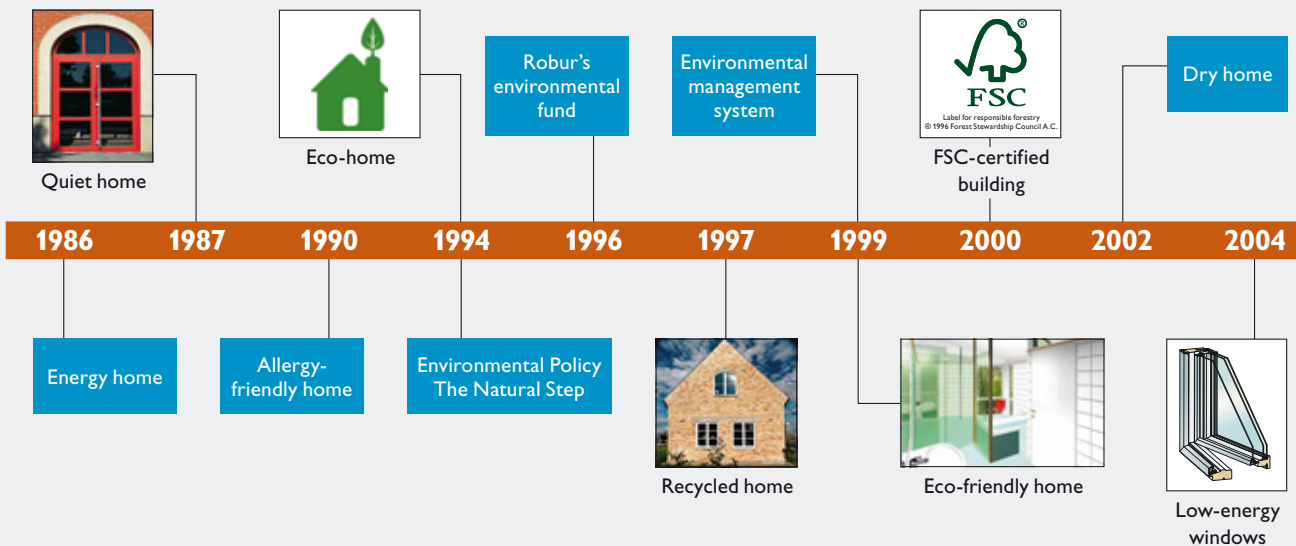 Quiet home
Eco-home
Robur's
environmental
fund
Environmental
management
system
FSC
Label for responsible forestry
© 1996 Forest Stewardship Council A.C.
FSC-certified
building
Dry home
1986 1987 1990 1994 1996 1997 1999 2000 2002 2004
Energy home
Allergy-
friendly home
Environmental Policy
The Natural Step
Recycled home
Eco-friendly home
Low-energy
windows